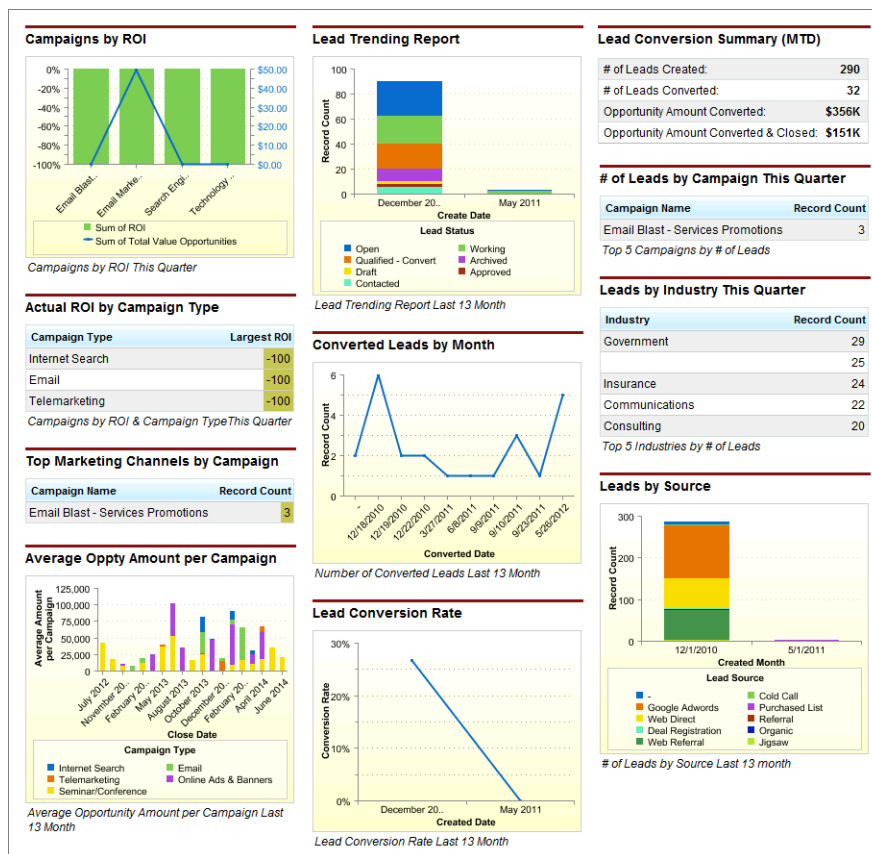 Campaigns by ROI
0%
-20%
-40%
-60%
-80%
-100%
$50.00
$40.00
$30.00
$20.00
$10.00
$0.00
Email Blast..
Email Marke..
Search Engi..
Technology ..
Sum of ROI
Sum of Total Value Opportunities
Campaigns by ROI This Quarter
Actual ROI by Campaign Type
Campaign Type Largest ROI
Internet Search -100
Email -100
Telemarketing -100
Campaigns by ROI & Campaign TypeThis Quarter
Top Marketing Channels by Campaign
Campaign Name Record Count
Email Blast - Services Promotions 3
Average Oppty Amount per Campaign
Average Amount
per Campaign
125,000
100,000
75,000
50,000
25,000
0
July 2012
November 20..
February 20..
May 2013
August 2013
October 2013
December 20..
February 20..
April 2014
June 2014
Close Date
Campaign Type
Internet Search Email
Telemarketing Online Ads & Banners
Seminar/Conference
Average Opportunity Amount per Campaign Last
13 Month
Lead Trending Report
Record Count
100
80
60
40
20
0
December 20.. May 2011
Create Date
Lead Status
Open Working
Qualified - Convert Archived
Draft Approved
Contacted
Lead Trending Report Last 13 Month
Converted Leads by Month
Record Count
6
4
2
0
-
12/18/2010
12/19/2010
12/22/2010
3/27/2011
6/8/2011
9/9/2011
9/10/2011
9/23/2011
5/26/2012
Converted Date
Number of Converted Leads Last 13 Month
Lead Conversion Rate
Conversion Rate
30%
20%
10%
0%
December 20.. May 2011
Created Date
Lead Conversion Rate Last 13 Month
Lead Conversion Summary (MTD)
# of Leads Created: 290
# of Leads Converted: 32
Opportunity Amount Converted: $356K
Opportunity Amount Converted & Closed: $151K
# of Leads by Campaign This Quarter
Campaign Name Record Count
Email Blast - Services Promotions 3
Top 5 Campaigns by # of Leads
Leads by Industry This Quarter
Industry Record Count
Government 29
25
Insurance 24
Communications 22
Consulting 20
Top 5 Industries by # of Leads
Leads by Source
Record Count
300
200
100
0
12/1/2010 5/1/2011
Created Month
Lead Source
- Cold Call
Google Adwords Purchased List
Web Direct Referral
Deal Registration Organic
Web Referral Jigsaw
# of Leads by Source Last 13 month